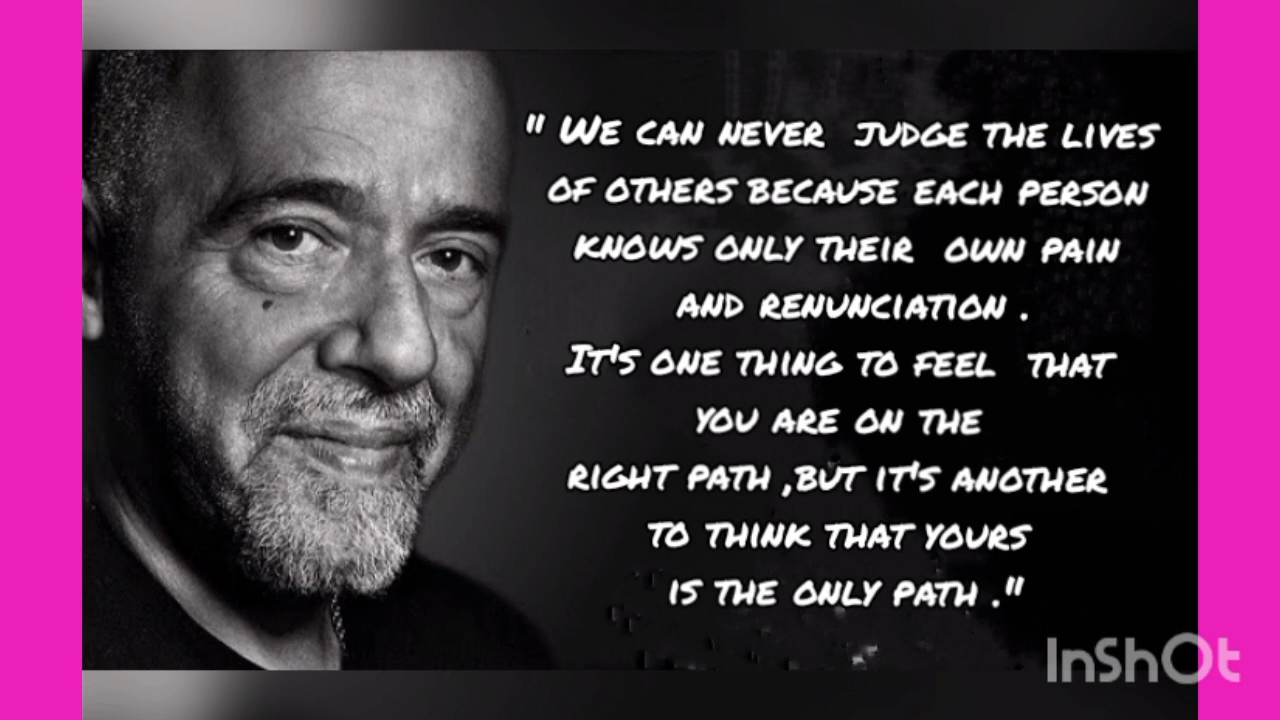 " We can never judge the lives
of others because each person
knows only their own pain
and renunciation .
It's one thing to feel that
you are on the
right path ,but it's another
to think that yours
is the only path ."
InShOt